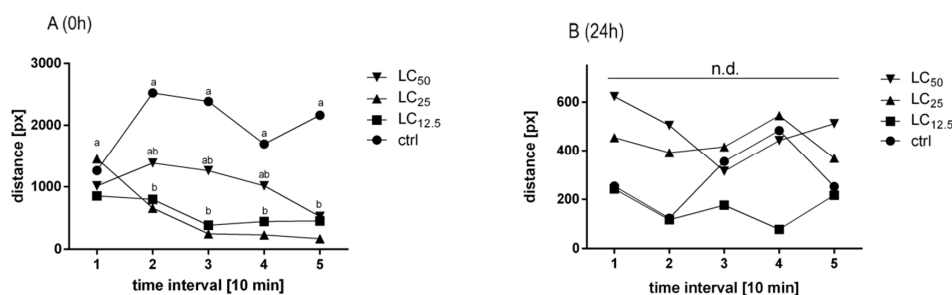 A (0h)
3000
2000
1000
0
distance [px]
a
a
a
a
a
ab
ab
ab
b
b
b
b
1
2
3
4
5
time interval [10 min]
LC50
LC25
LC12.5
ctrl
B (24h)
n.d.
600
400
200
0
distance [px]
1
2
3
4
5
time interval [10 min]
LC50
LC25
LC12.5
ctrl